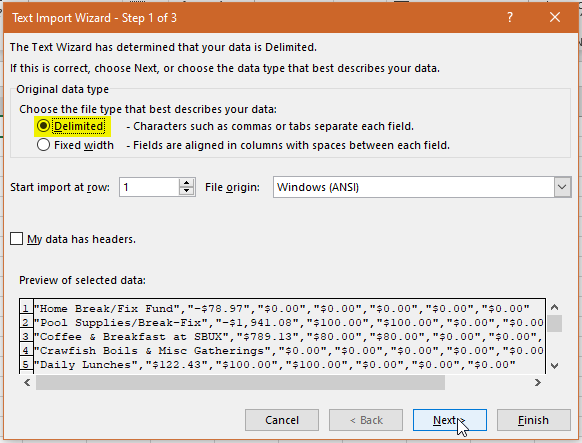 Text Import Wizard - Step 1 of 3 ? ×
The Text Wizard has determined that your data is Delimited.
If this is correct, choose Next, or choose the data type that best describes your data.
Original data type
Choose the file type that best describes your data:
Delimited - Characters such as commas or tabs separate each field.
Fixed width - Fields are aligned in columns with spaces between each field.
Start import at row: 1 File origin: Windows (ANSI)
My data has headers.
Preview of selected data:
1 "Home Break/Fix Fund","-$78.97","$0.00","$0.00","$0.00","$0.00","$0.00"
2 "Pool Supplies/Break-Fix","-$1,941.08","$100.00","$100.00","$0.00","$0.00
3 "Coffee & Breakfast at SBUX","$789.13","$80.00","$80.00","$0.00","$0.00",
4 "Crawfish Boils & Misc Gatherings","$0.00","$0.00","$0.00","$0.00","$0.00
5 "Daily Lunches","$122.43","$100.00","$100.00","$0.00","$0.00","$0.00"
Cancel < Back Next > Finish